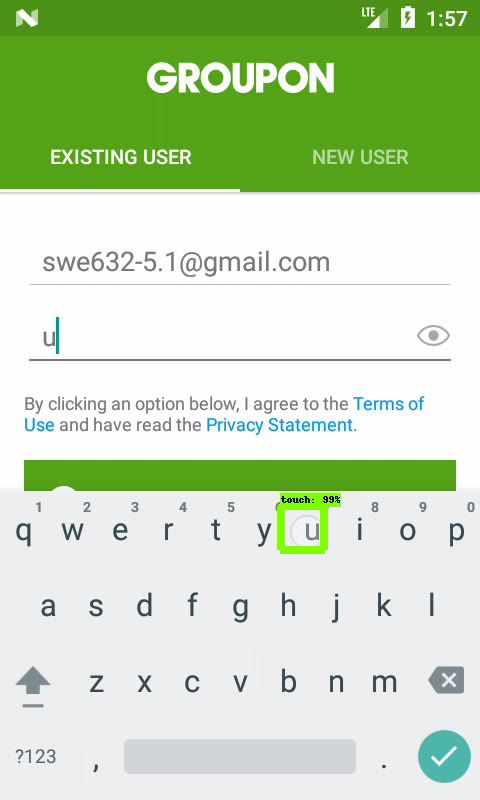 LTE 1:57
GROUPON
EXISTING USER NEW USER
swe632-5.1@gmail.com
u
By clicking an option below, I agree to the Terms of
Use and have read the Privacy Statement.
touch: 99%
1 2 3 4 5 8 9 0
q w e r t y u i o p
a s d f g h j k l
z x c v b n m
?123 , .